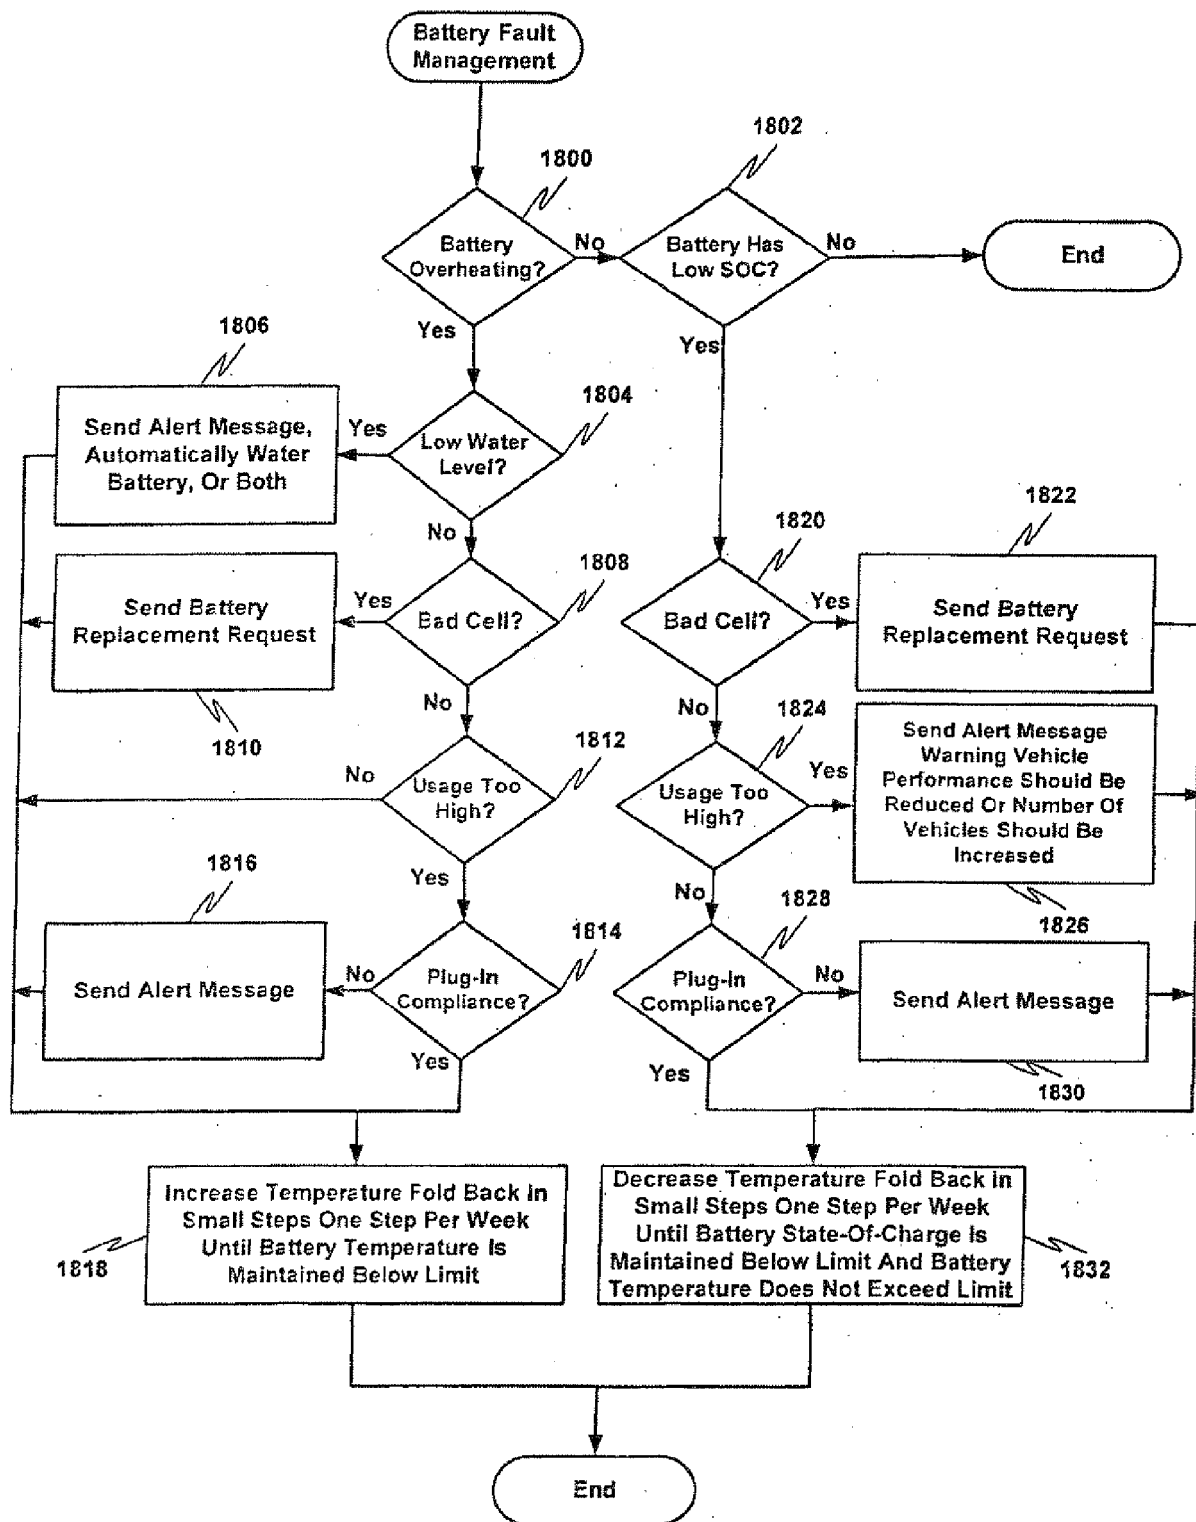 Battery Fault
Management
1802
1800
Battery
Overheating?
No
Battery Has
Low SOC?
No
End
Yes
Yes
1806
Send Alert Message,
Automatically Water
Battery, Or Both
Yes
1804
Low Water
Level?
No
1822
1820
1808
Send Battery
Replacement Request
Yes
Bad Cell?
Bad Cell?
Yes
Send Battery
Replacement Request
No
No
1810
1812
1824
No
Usage Too
High?
Usage Too
High?
Yes
Send Alert Message
Warning Vehicle
Performance Should Be
Reduced Or Number Of
Vehicles Should Be
Increased
Yes
No
1816
1814
1828
1826
Send Alert Message
No
Plug-In
Compliance?
Plug-In
Compliance?
No
Send Alert Message
Yes
Yes
1830
Increase Temperature Fold Back In
Small Steps One Step Per Week
Until Battery Temperature Is
Maintained Below Limit
1818
Decrease Temperature Fold Back In
Small Steps One Step Per Week
Until Battery State-Of-Charge Is
Maintained Below Limit And Battery
Temperature Does Not Exceed Limit
1832
End